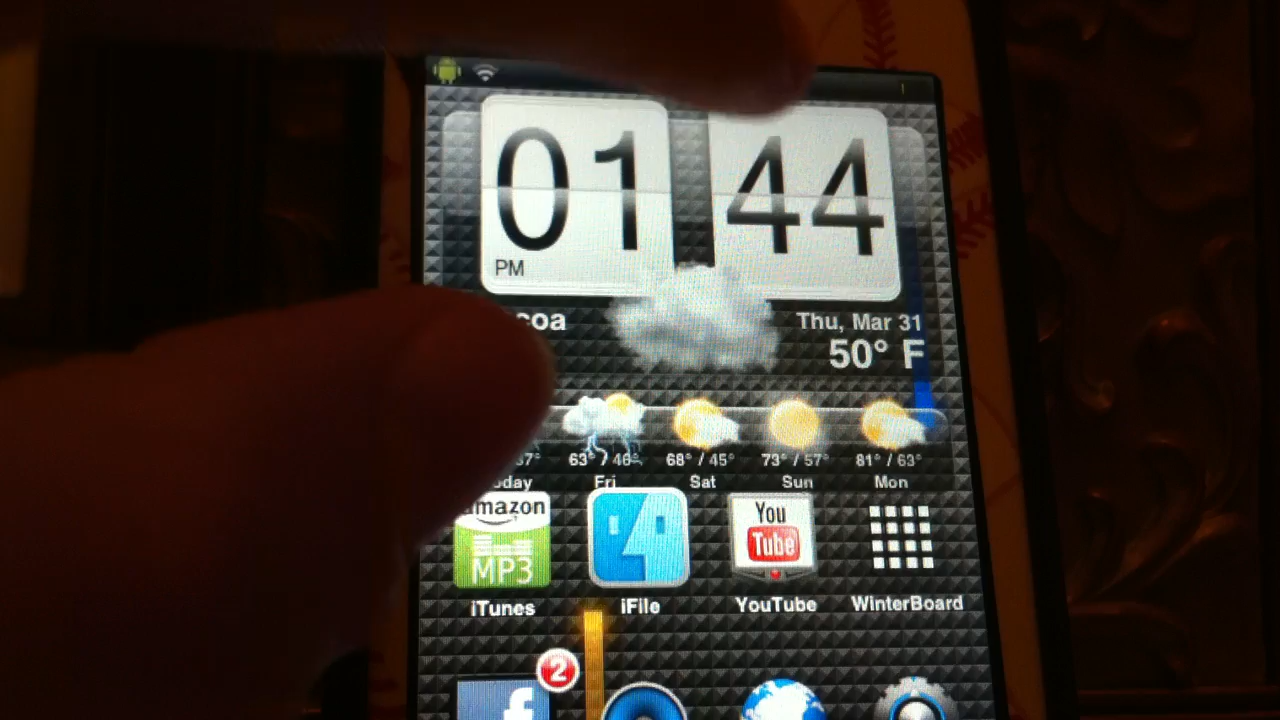 01 44
PM
Thu, Mar 31
50° F
63° / 46° 68° / 45° 73° / 57° 81° / 63°
Fri Sat Sun Mon
amazon
MP3
You
Tube
iTunes iFile YouTube WinterBoard
2
f